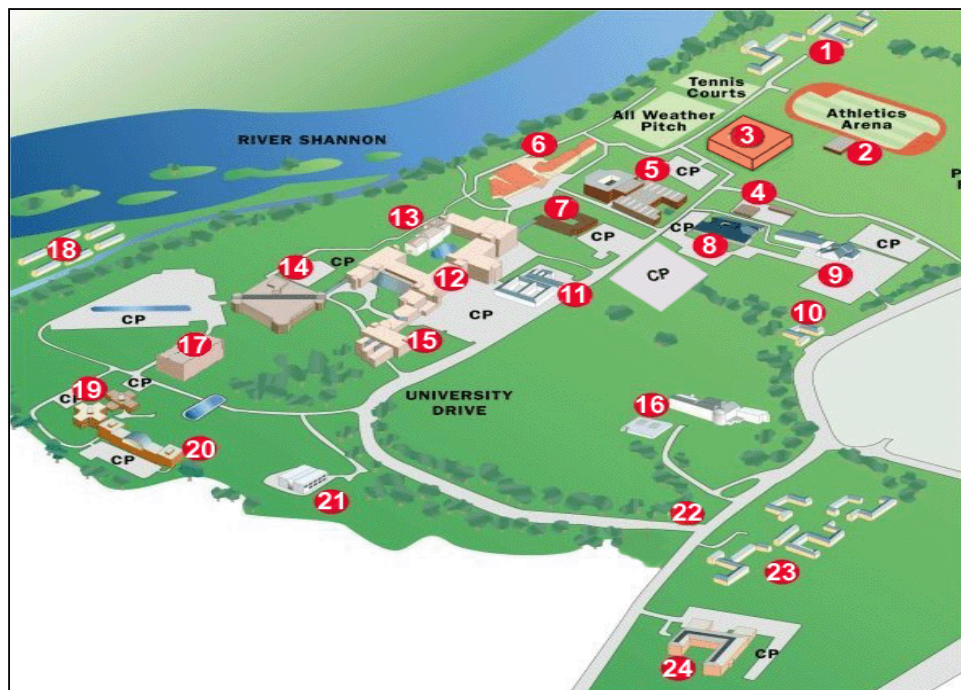 1
Tennis
Courts
All Weather
Pitch
Athletics
Arena
3
2
RIVER SHANNON
6
5
CP
P
4
7
13
CP
CP
CP
8
18
14
CP
12
9
CP
11
CP
10
CP
15
17
UNIVERSITY
DRIVE
16
19
CP
CP
20
CP
21
22
23
24
CP